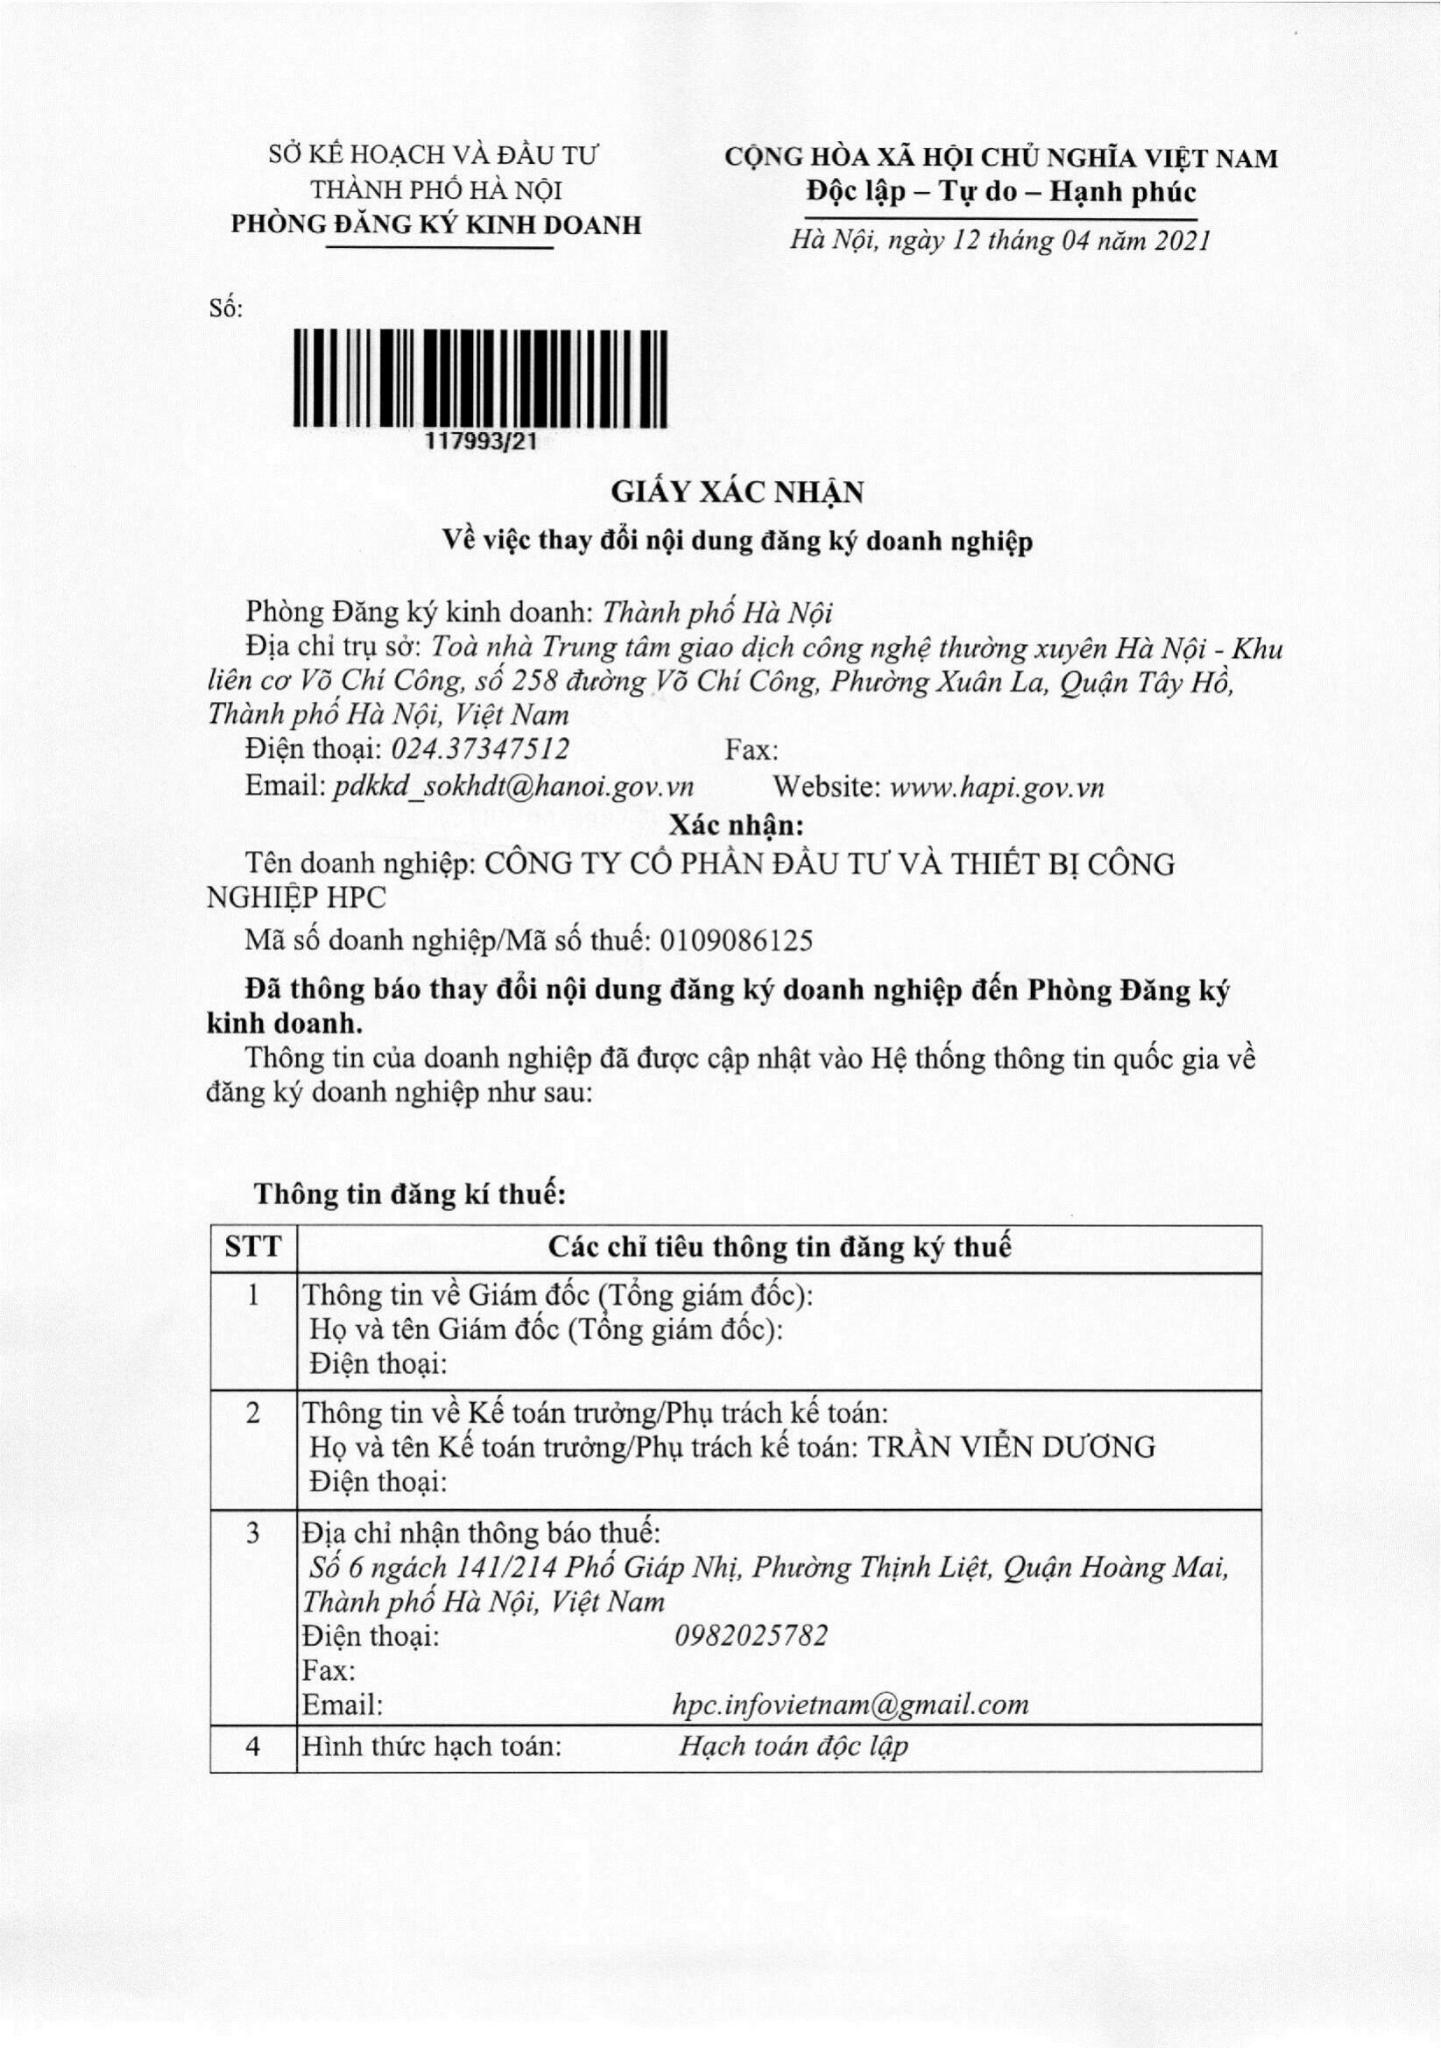 SỞ KẾ HOẠCH VÀ ĐẦU TƯ
THÀNH PHỐ HÀ NỘI
PHÒNG ĐĂNG KÝ KINH DOANH
CỘNG HÒA XÃ HỘI CHỦ NGHĨA VIỆT NAM
Độc lập – Tự do – Hạnh phúc
Hà Nội, ngày 12 tháng 04 năm 2021
Số:
117993/21
GIẤY XÁC NHẬN
Về việc thay đổi nội dung đăng ký doanh nghiệp
Phòng Đăng ký kinh doanh: Thành phố Hà Nội
Địa chỉ trụ sở: Toà nhà Trung tâm giao dịch công nghệ thường xuyên Hà Nội - Khu
liên cơ Võ Chí Công, số 258 đường Võ Chí Công, Phường Xuân La, Quận Tây Hồ,
Thành phố Hà Nội, Việt Nam
Điện thoại: 024.37347512 Fax:
Email: pdkkd_sokhdt@hanoi.gov.vn Website: www.hapi.gov.vn
Xác nhận:
Tên doanh nghiệp: CÔNG TY CỔ PHẦN ĐẦU TƯ VÀ THIẾT BỊ CÔNG
NGHIỆP HPC
Mã số doanh nghiệp/Mã số thuế: 0109086125
Đã thông báo thay đổi nội dung đăng ký doanh nghiệp đến Phòng Đăng ký
kinh doanh.
Thông tin của doanh nghiệp đã được cập nhật vào Hệ thống thông tin quốc gia về
đăng ký doanh nghiệp như sau:
Thông tin đăng kí thuế:
STT Các chỉ tiêu thông tin đăng ký thuế
1 Thông tin về Giám đốc (Tổng giám đốc):
Họ và tên Giám đốc (Tổng giám đốc):
Điện thoại:
2 Thông tin về Kế toán trưởng/Phụ trách kế toán:
Họ và tên Kế toán trưởng/Phụ trách kế toán: TRẦN VIỄN DƯƠNG
Điện thoại:
3 Địa chỉ nhận thông báo thuế:
Số 6 ngách 141/214 Phố Giáp Nhị, Phường Thịnh Liệt, Quận Hoàng Mai,
Thành phố Hà Nội, Việt Nam
Điện thoại: 0982025782
Fax:
Email: hpc.infovietnam@gmail.com
4 Hình thức hạch toán: Hạch toán độc lập